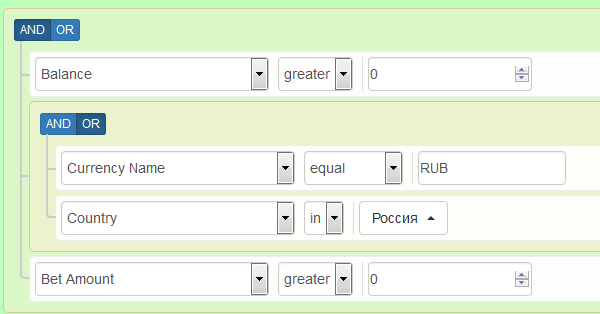 AND OR
Balance greater 0
AND OR
Currency Name equal RUB
Country in Россия
Bet Amount greater 0